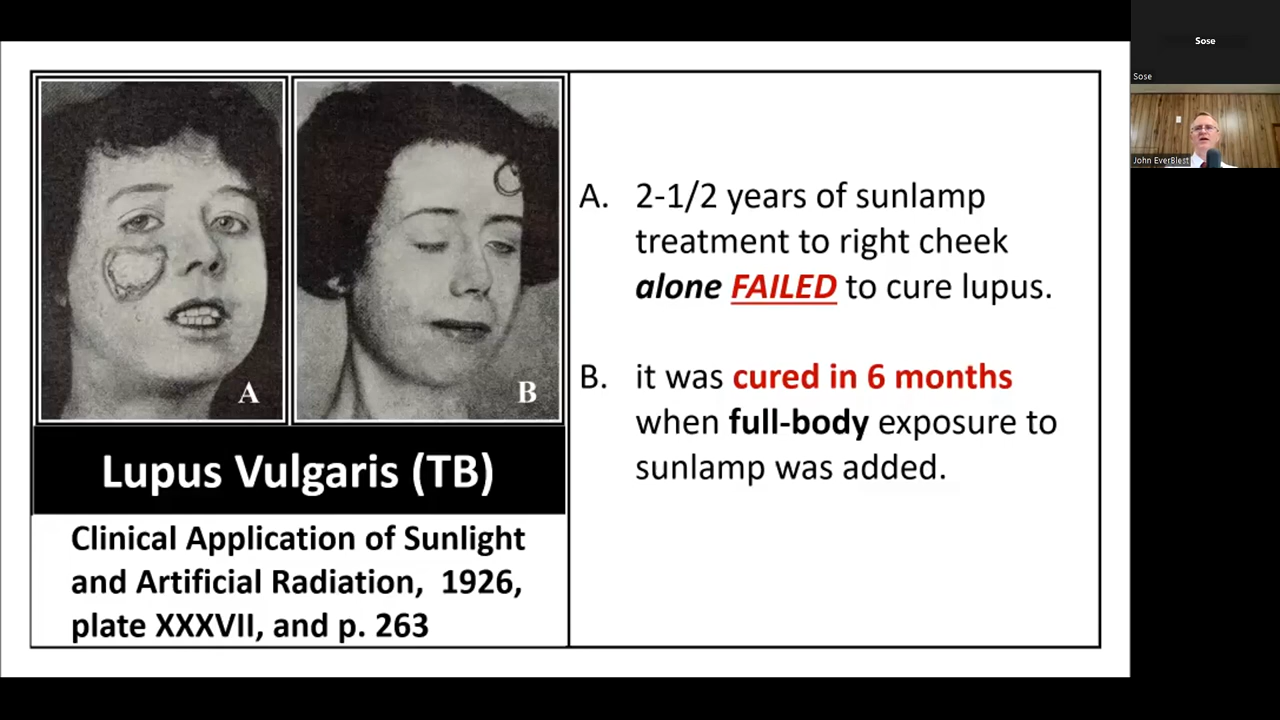 A
B
Lupus Vulgaris (TB)
Clinical Application of Sunlight
and Artificial Radiation, 1926,
plate XXXVII, and p. 263
A. 2-1/2 years of sunlamp
treatment to right cheek
alone FAILED to cure lupus.
B. it was cured in 6 months
when full-body exposure to
sunlamp was added.
Sose
Sose
John EverBlest